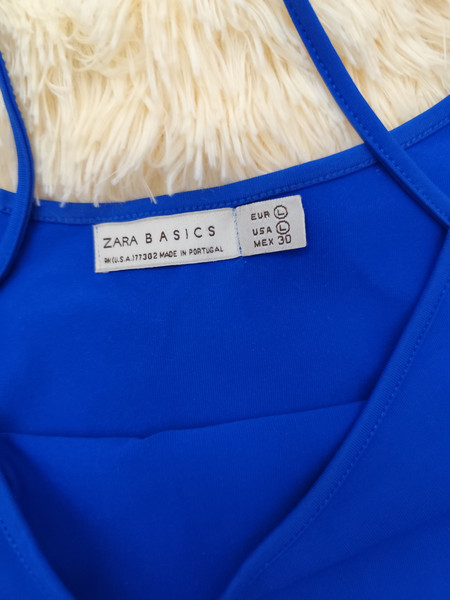 ZARA BASICS
RN(U.S.A.)77302 MADE IN PORTUGAL
EUR L
USA L
MEX 30